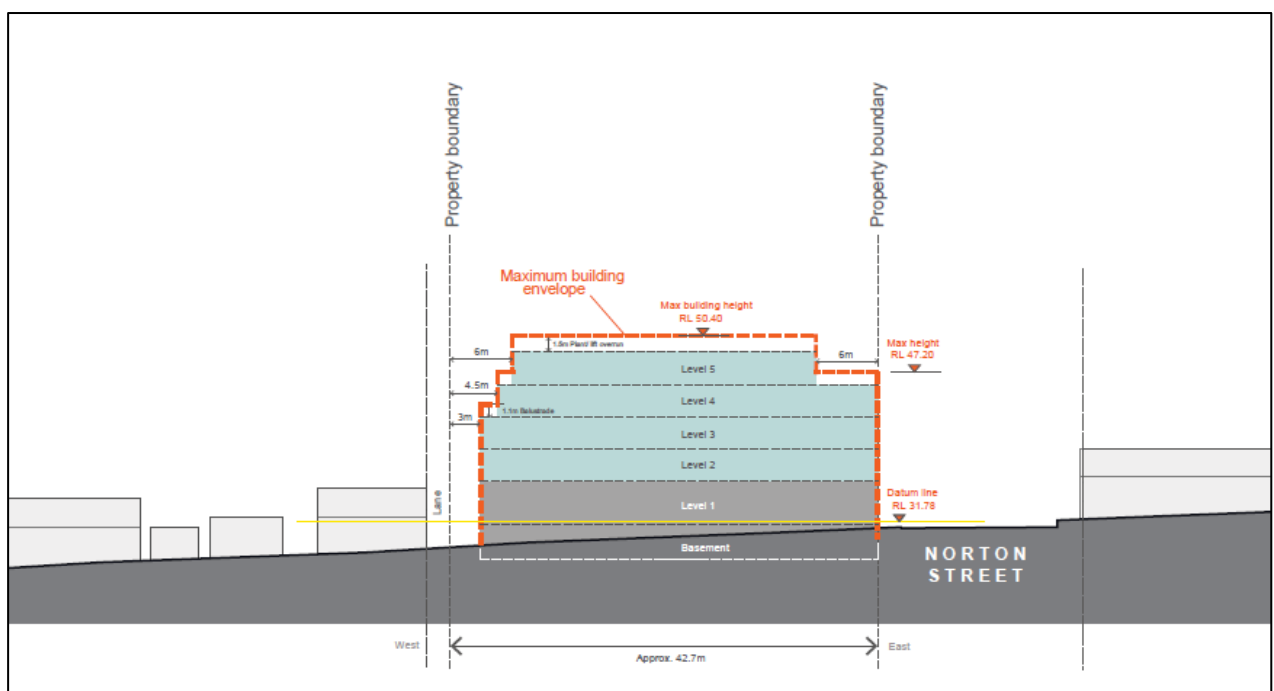 Property boundary
Property boundary
Maximum building
envelope
Max building height
RL 50.40
1.5m Plant/ lift overrun
Max height
RL 47.20
6m
6m
Level 5
4.5m
Level 4
1.1m Balustrade
3m
Level 3
Level 2
Lane
Level 1
Datum line
RL 31.76
Basement
NORTON
STREET
West
East
Approx. 42.7m